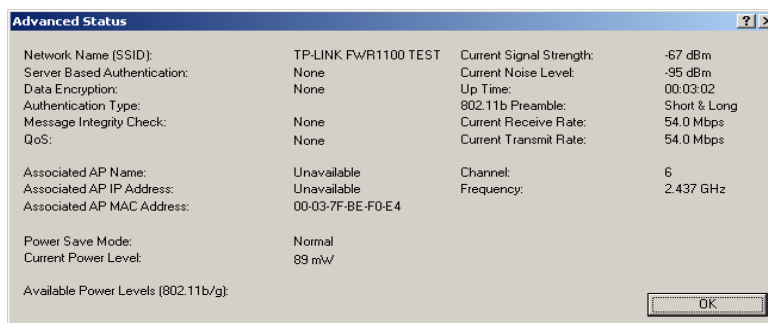 Advanced Status
Network Name (SSID): TP-LINK FWR1100 TEST Current Signal Strength: -67 dBm
Server Based Authentication: None Current Noise Level: -95 dBm
Data Encryption: None Up Time: 00:03:02
Authentication Type: 802.11b Preamble: Short & Long
Message Integrity Check: None Current Receive Rate: 54.0 Mbps
QoS: None Current Transmit Rate: 54.0 Mbps
Associated AP Name: Unavailable Channel: 6
Associated AP IP Address: Unavailable Frequency: 2.437 GHz
Associated AP MAC Address: 00-03-7F-BE-F0-E4
Power Save Mode: Normal
Current Power Level: 89 mW
Available Power Levels (802.11b/g):
OK